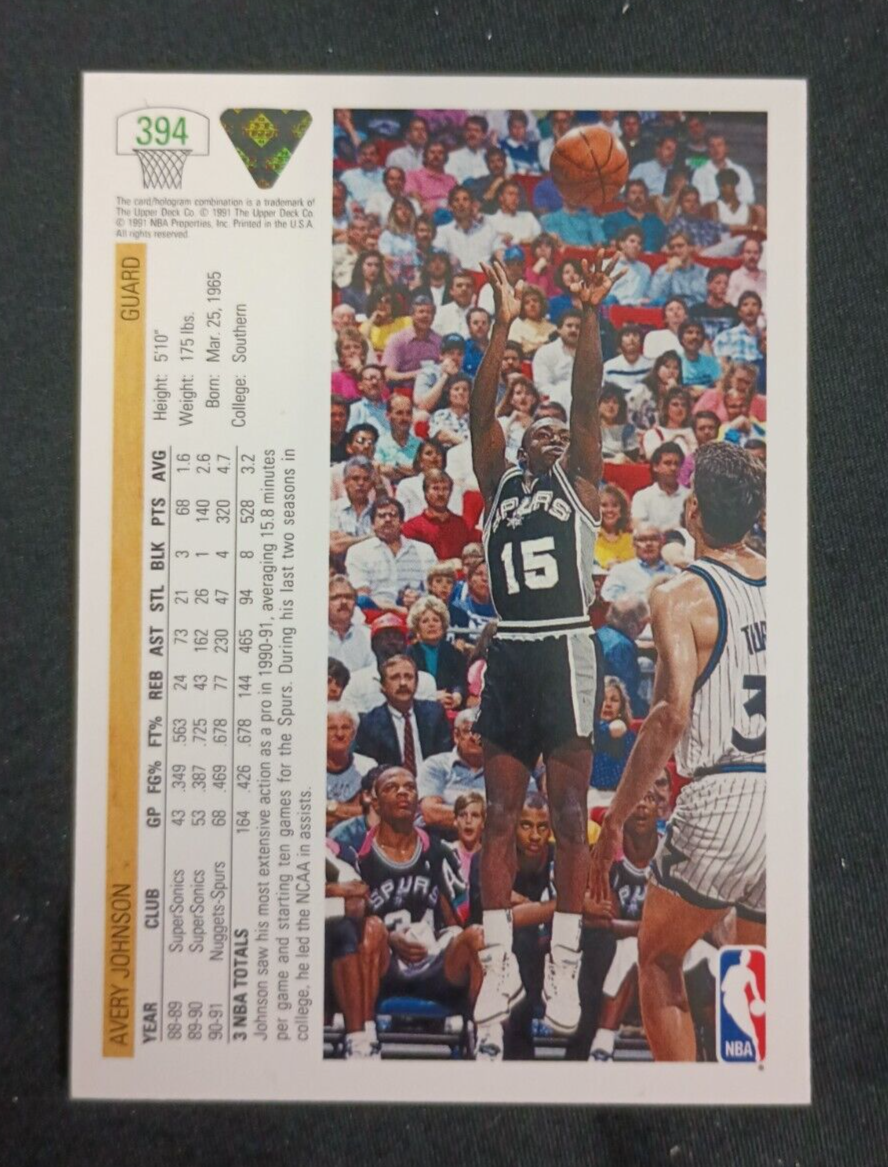 394
The card/hologram combination is a trademark of
The Upper Deck Co. © 1991 The Upper Deck Co.
© 1991 NBA Properties, Inc. Printed in the U.S.A.
All rights reserved.
AVERY JOHNSON GUARD
YEAR CLUB GP FG% FT% REB AST STL BLK PTS AVG
88-89 SuperSonics 43 .349 .563 24 73 21 3 68 1.6
89-90 SuperSonics 53 .387 .725 43 162 26 1 140 2.6
90-91 Nuggets-Spurs 68 .469 .678 77 230 47 4 320 4.7
3 NBA TOTALS 164 .426 .678 144 465 94 8 528 3.2
Height: 5'10"
Weight: 175 lbs.
Born: Mar. 25, 1965
College: Southern
Johnson saw his most extensive action as a pro in 1990-91, averaging 15.8 minutes
per game and starting ten games for the Spurs. During his last two seasons in
college, he led the NCAA in assists.
SPURS
15
3
SPURS
SPURS
NBA